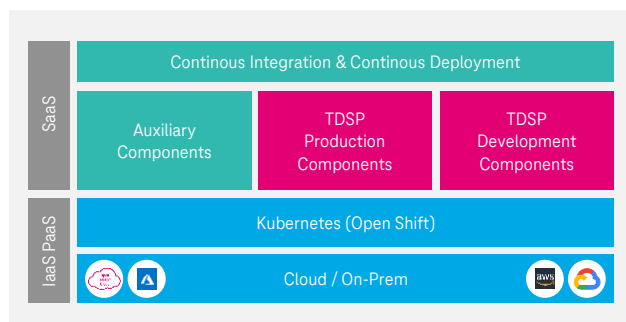 SaaS
Continous Integration & Continous Deployment
Auxiliary
Components
TDSP
Production
Components
TDSP
Development
Components
IaaS PaaS
Kubernetes (Open Shift)
Cloud / On-Prem
aws